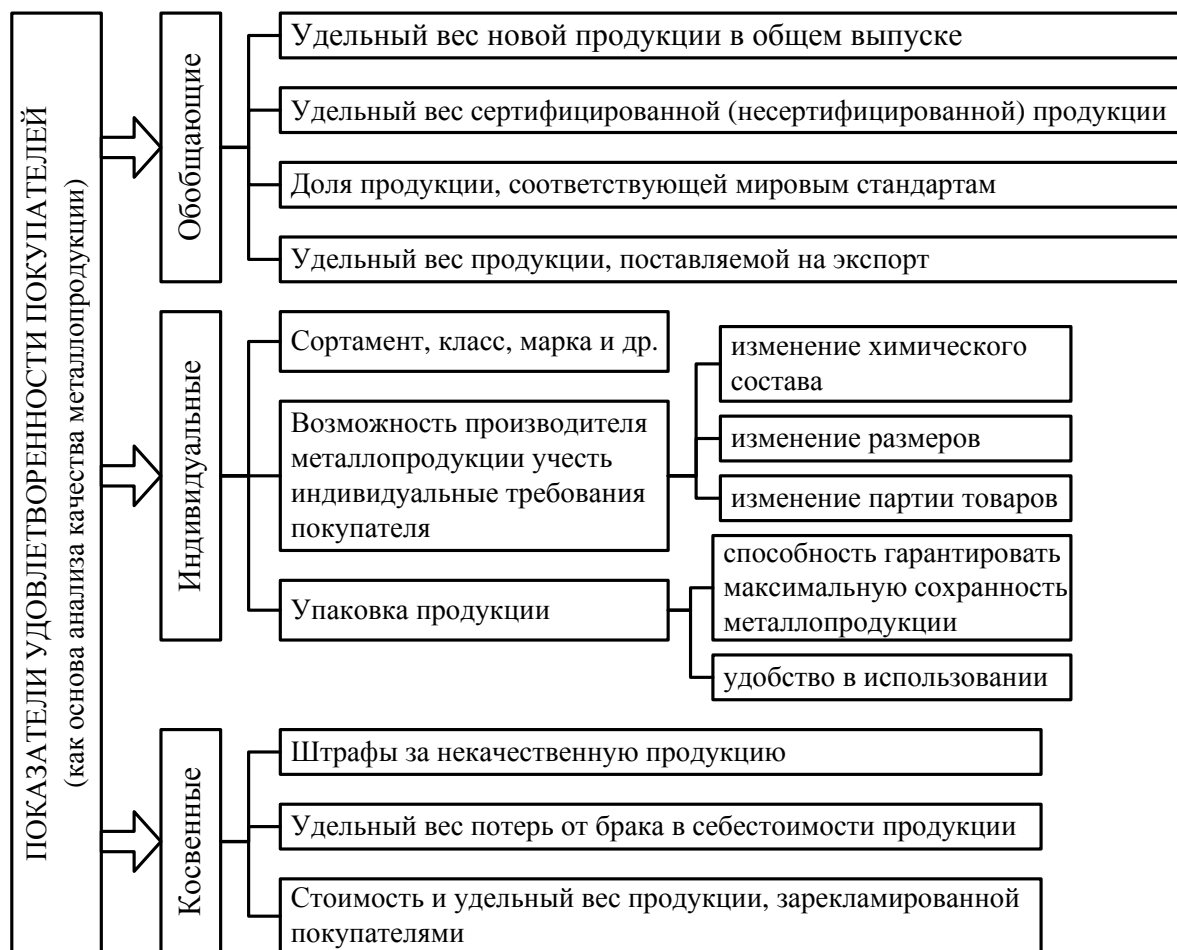 ПОКАЗАТЕЛИ УДОВЛЕТВОРЕННОСТИ ПОКУПАТЕЛЕЙ
(как основа анализа качества металлопродукции)
Обобщающие
Удельный вес новой продукции в общем выпуске
Удельный вес сертифицированной (несертифицированной) продукции
Доля продукции, соответствующей мировым стандартам
Удельный вес продукции, поставляемой на экспорт
Индивидуальные
Сортамент, класс, марка и др.
Возможность производителя
металлопродукции учесть
индивидуальные требования
покупателя
изменение химического
состава
изменение размеров
изменение партии товаров
Упаковка продукции
способность гарантировать
максимальную сохранность
металлопродукции
удобство в использовании
Косвенные
Штрафы за некачественную продукцию
Удельный вес потерь от брака в себестоимости продукции
Стоимость и удельный вес продукции, зарекламированной
покупателями